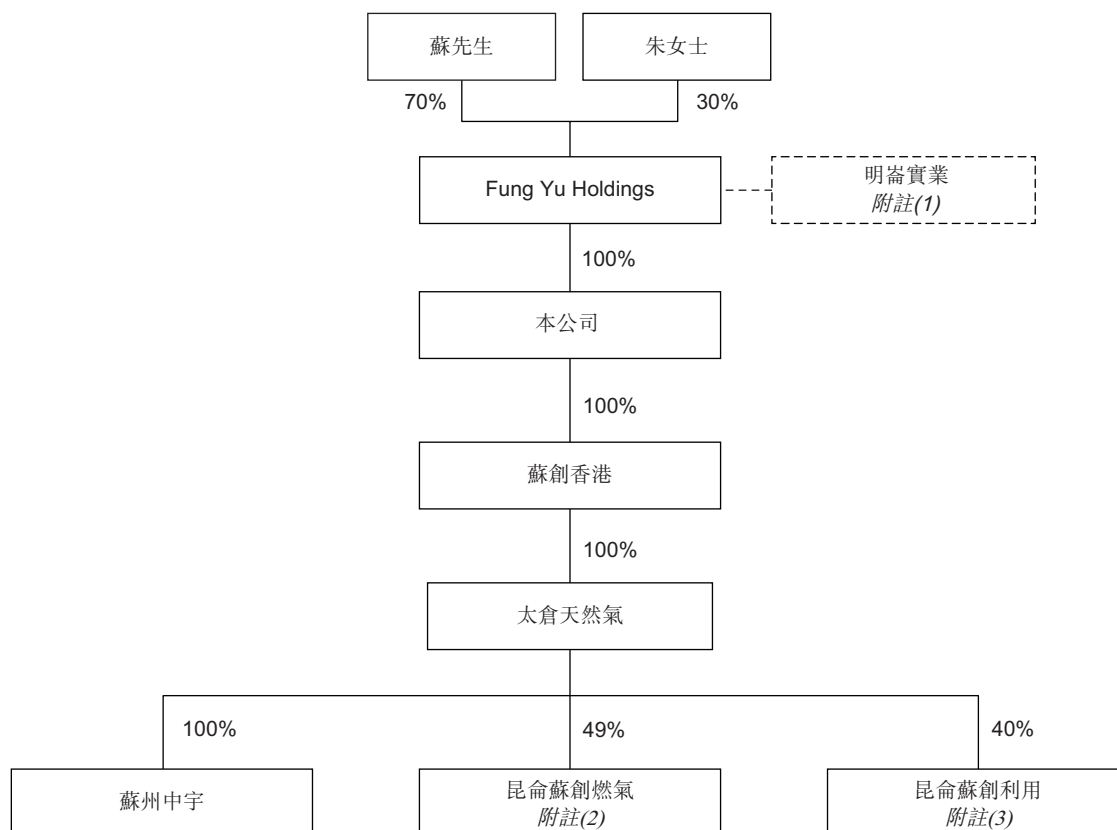 蘇先生
朱女士
70%
30%
Fung Yu Holdings
明崙實業
附註(1)
100%
本公司
100%
蘇創香港
100%
太倉天然氣
100%
49%
40%
蘇州中宇
昆侖蘇創燃氣
附註(2)
昆侖蘇創利用
附註(3)